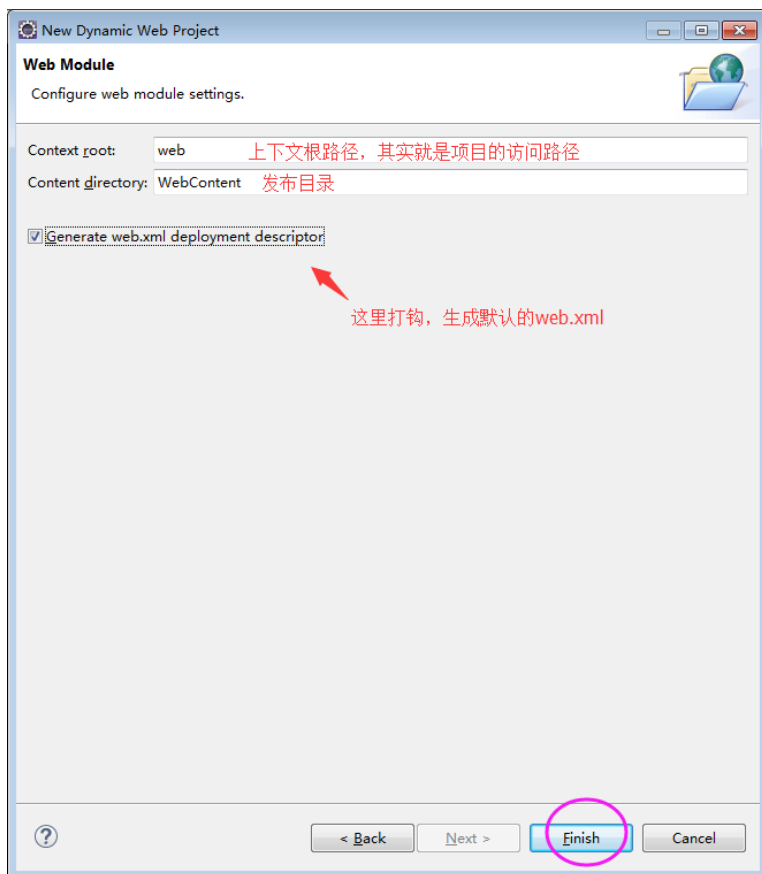 New Dynamic Web Project
Web Module
Configure web module settings.
Context root: web 上下文根路径，其实就是项目的访问路径
Content directory: WebContent 发布目录
Generate web.xml deployment descriptor
这里打钩，生成默认的web.xml
? < Back Next > Finish Cancel